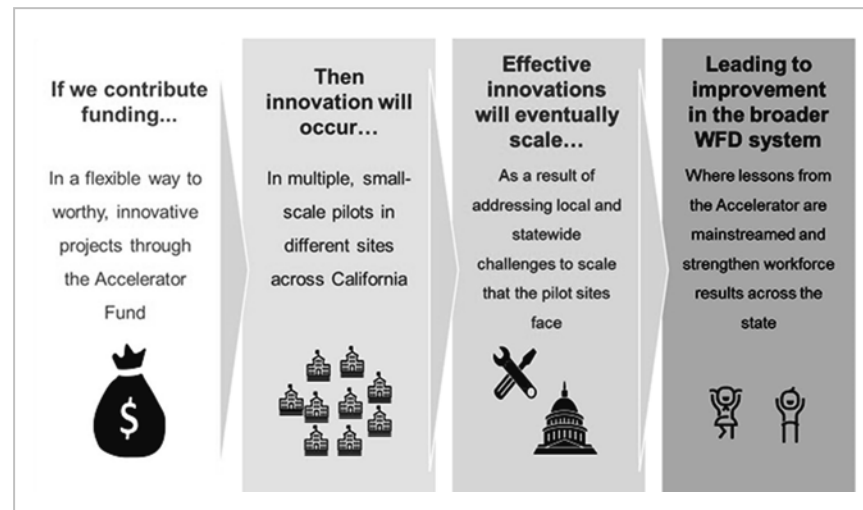 If we contribute
funding...
In a flexible way to
worthy, innovative
projects through
the Accelerator
Fund
$
Then
innovation will
occur...
In multiple, small-
scale pilots in
different sites
across California
Effective
innovations
will eventually
scale...
As a result of
addressing local and
statewide
challenges to scale
that the pilot sites
face
Leading to
improvement
in the broader
WFD system
Where lessons from
the Accelerator are
mainstreamed and
strengthen workforce
results across the
state